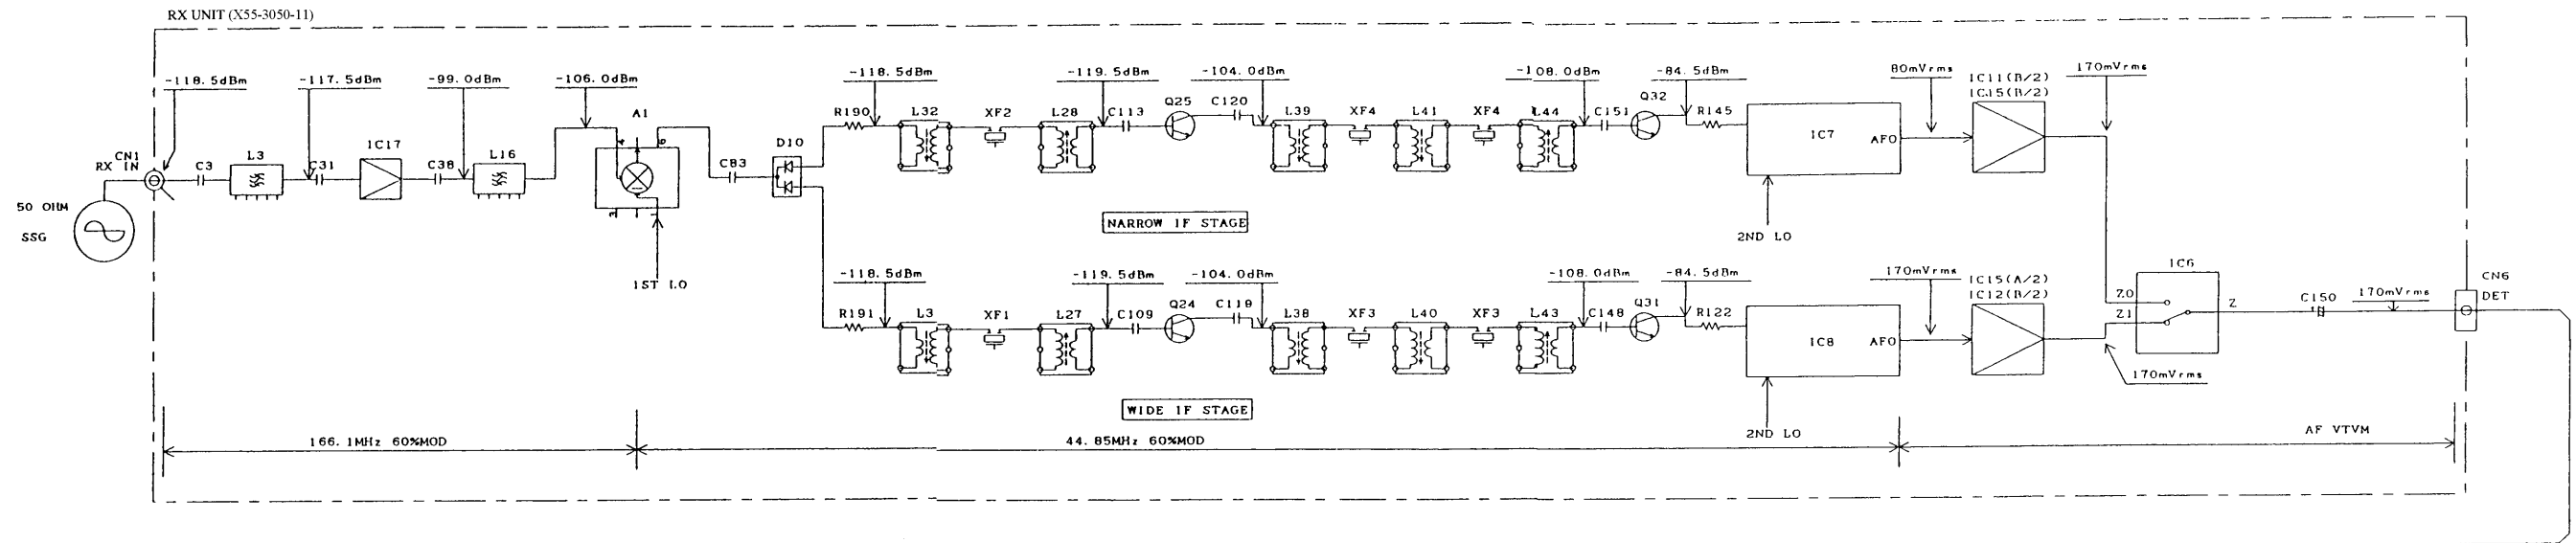 RX UNIT (X55-3050-11)
-118.5dBm
-117.5dBm
-99.0dBm
-106.0dBm
-118.5dBm
-119.5dBm
-104.0dBm
-108.0dBm
-84.5dBm
80mVrms
IC11(B/2)
IC15(B/2)
170mVrms
A1
R190
L32
XF2
L28
C113
Q25
C120
L39
XF4
L41
XF4
L44
C151
Q32
R145
IC7
AFO
CN1
RX IN
C3
L3
C31
IC17
C38
L16
4
6
3
1
C83
D10
50 OHM
SSG
1ST LO
NARROW IF STAGE
2ND LO
-118.5dBm
-119.5dBm
-104.0dBm
-108.0dBm
-84.5dBm
170mVrms
IC15(A/2)
IC12(B/2)
IC6
Z0
Z1
Z
C150
170mVrms
CN6
DET
R191
L3
XF1
L27
C109
Q24
C119
L38
XF3
L40
XF3
L43
C148
Q31
R122
IC8
AFO
170mVrms
WIDE IF STAGE
2ND LO
166.1MHz 60%MOD
44.85MHz 60%MOD
AF VTVM